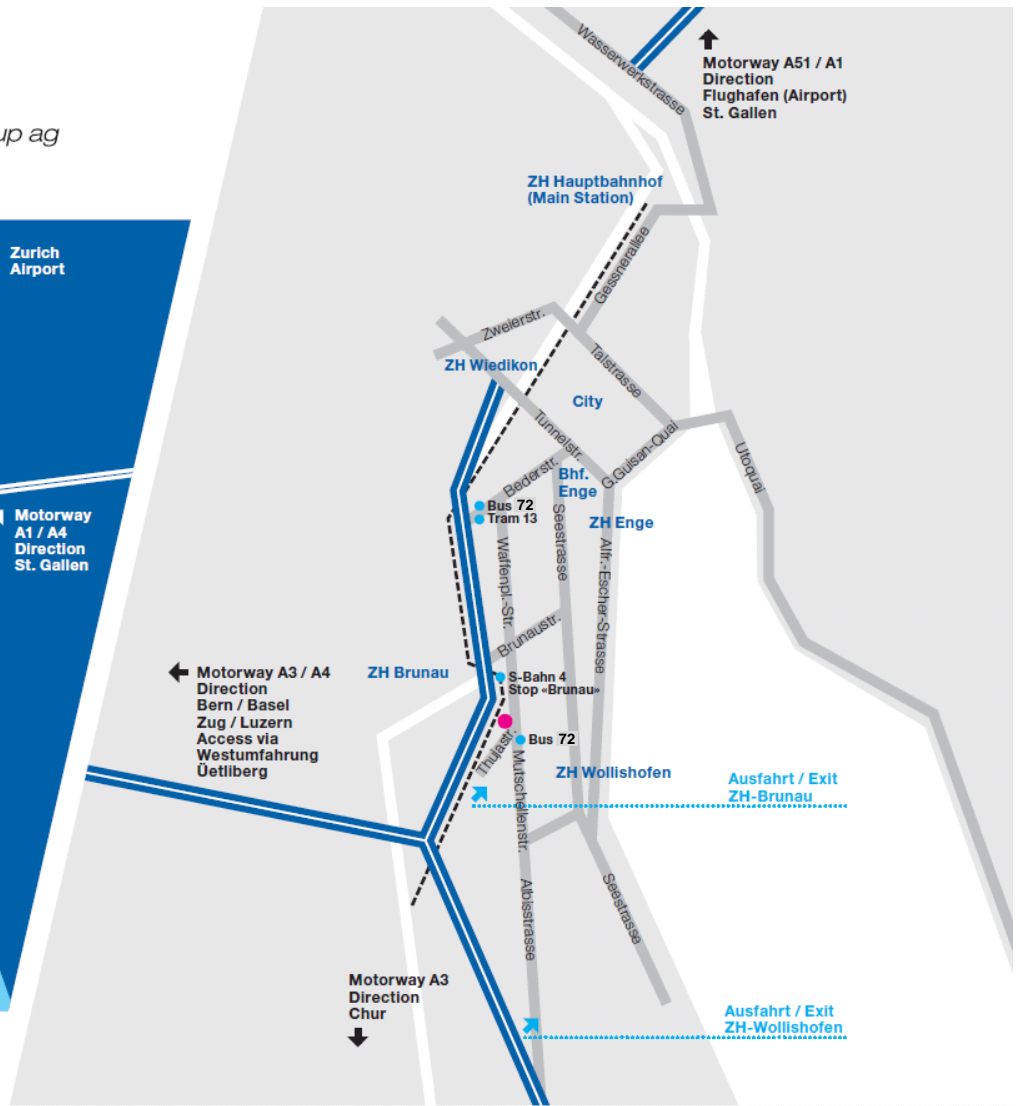 up ag
Zurich
Airport
Motorway
A1 / A4
Direction
St. Gallen
Wasserwerkstrasse
Motorway A51 / A1
Direction
Flughafen (Airport)
St. Gallen
ZH Hauptbahnhof
(Main Station)
Gessnerallee
Zweierstr.
Talstrasse
ZH Wiedikon
City
Tunnelstr.
G.Guisan-Quai
Utoquai
Bederstr.
Bhf.
Enge
Bus 72
Tram 13
ZH Enge
Seestrasse
Waffenpl.-Str.
Alfr.-Escher-Strasse
Brunaustr.
Motorway A3 / A4
Direction
Bern / Basel
Zug / Luzern
Access via
Westumfahrung
Üetliberg
ZH Brunau
S-Bahn 4
Stop «Brunau»
Thujastr.
Bus 72
Mutschellenstr.
ZH Wollishofen
Ausfahrt / Exit
ZH-Brunau
Albisstrasse
Seestrasse
Motorway A3
Direction
Chur
Ausfahrt / Exit
ZH-Wollishofen